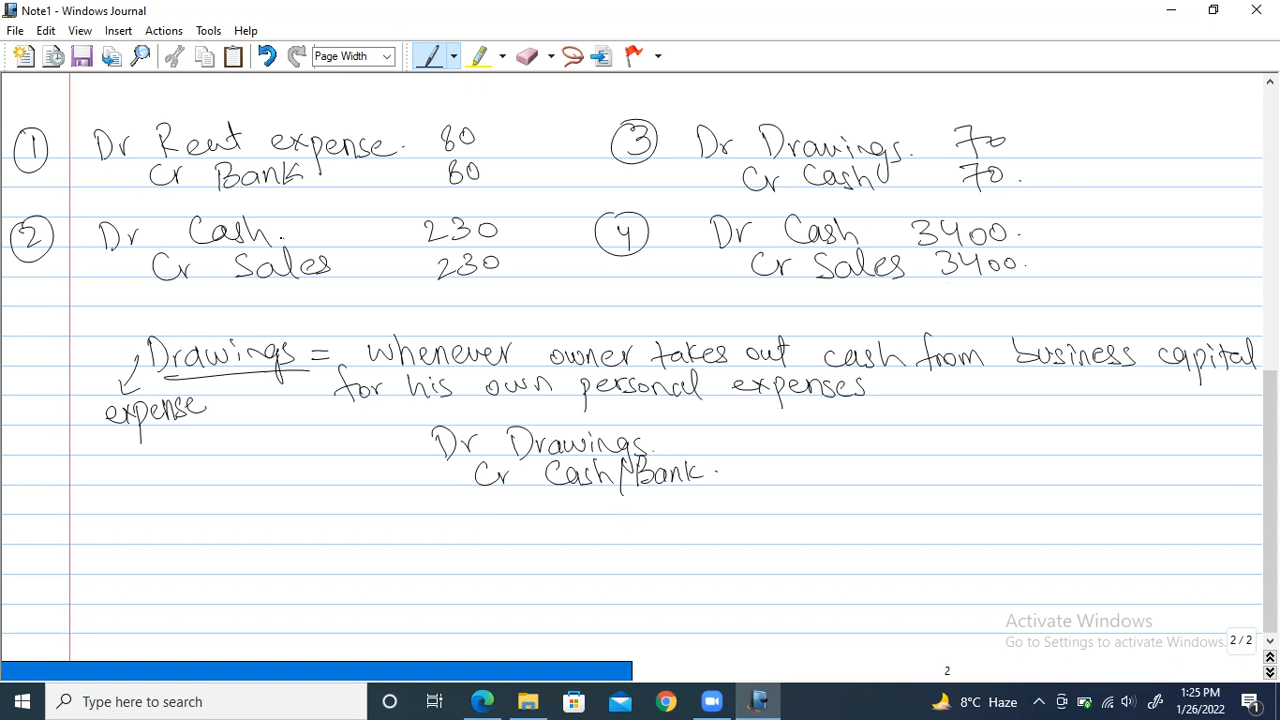 Note1 - Windows Journal
File Edit View Insert Actions Tools Help
Page Width
1 Dr Rent expense. 80
Cr Bank 80
2 Dr Cash. 230
Cr Sales 230
3 Dr Drawings. 70
Cr Cash 70.
4 Dr Cash 3400.
Cr Sales 3400.
Drawings = whenever owner takes out cash from business capital
for his own personal expenses
expense
Dr Drawings.
Cr Cash/Bank.
Activate Windows
Go to Settings to activate Windows.
2 / 2
2
Type here to search
8°C Haze
1:25 PM
1/26/2022
1